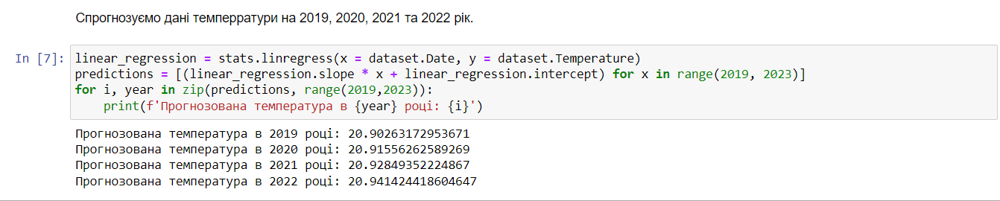 Спрогнозуємо дані темперратури на 2019, 2020, 2021 та 2022 рік.
In [7]: linear_regression = stats.linregress(x = dataset.Date, y = dataset.Temperature)
predictions = [(linear_regression.slope * x + linear_regression.intercept) for x in range(2019, 2023)]
for i, year in zip(predictions, range(2019,2023)):
    print(f'Прогнозована температура в {year} році: {i}')
Прогнозована температура в 2019 році: 20.90263172953671
Прогнозована температура в 2020 році: 20.91556262589269
Прогнозована температура в 2021 році: 20.92849352224867
Прогнозована температура в 2022 році: 20.941424418604647